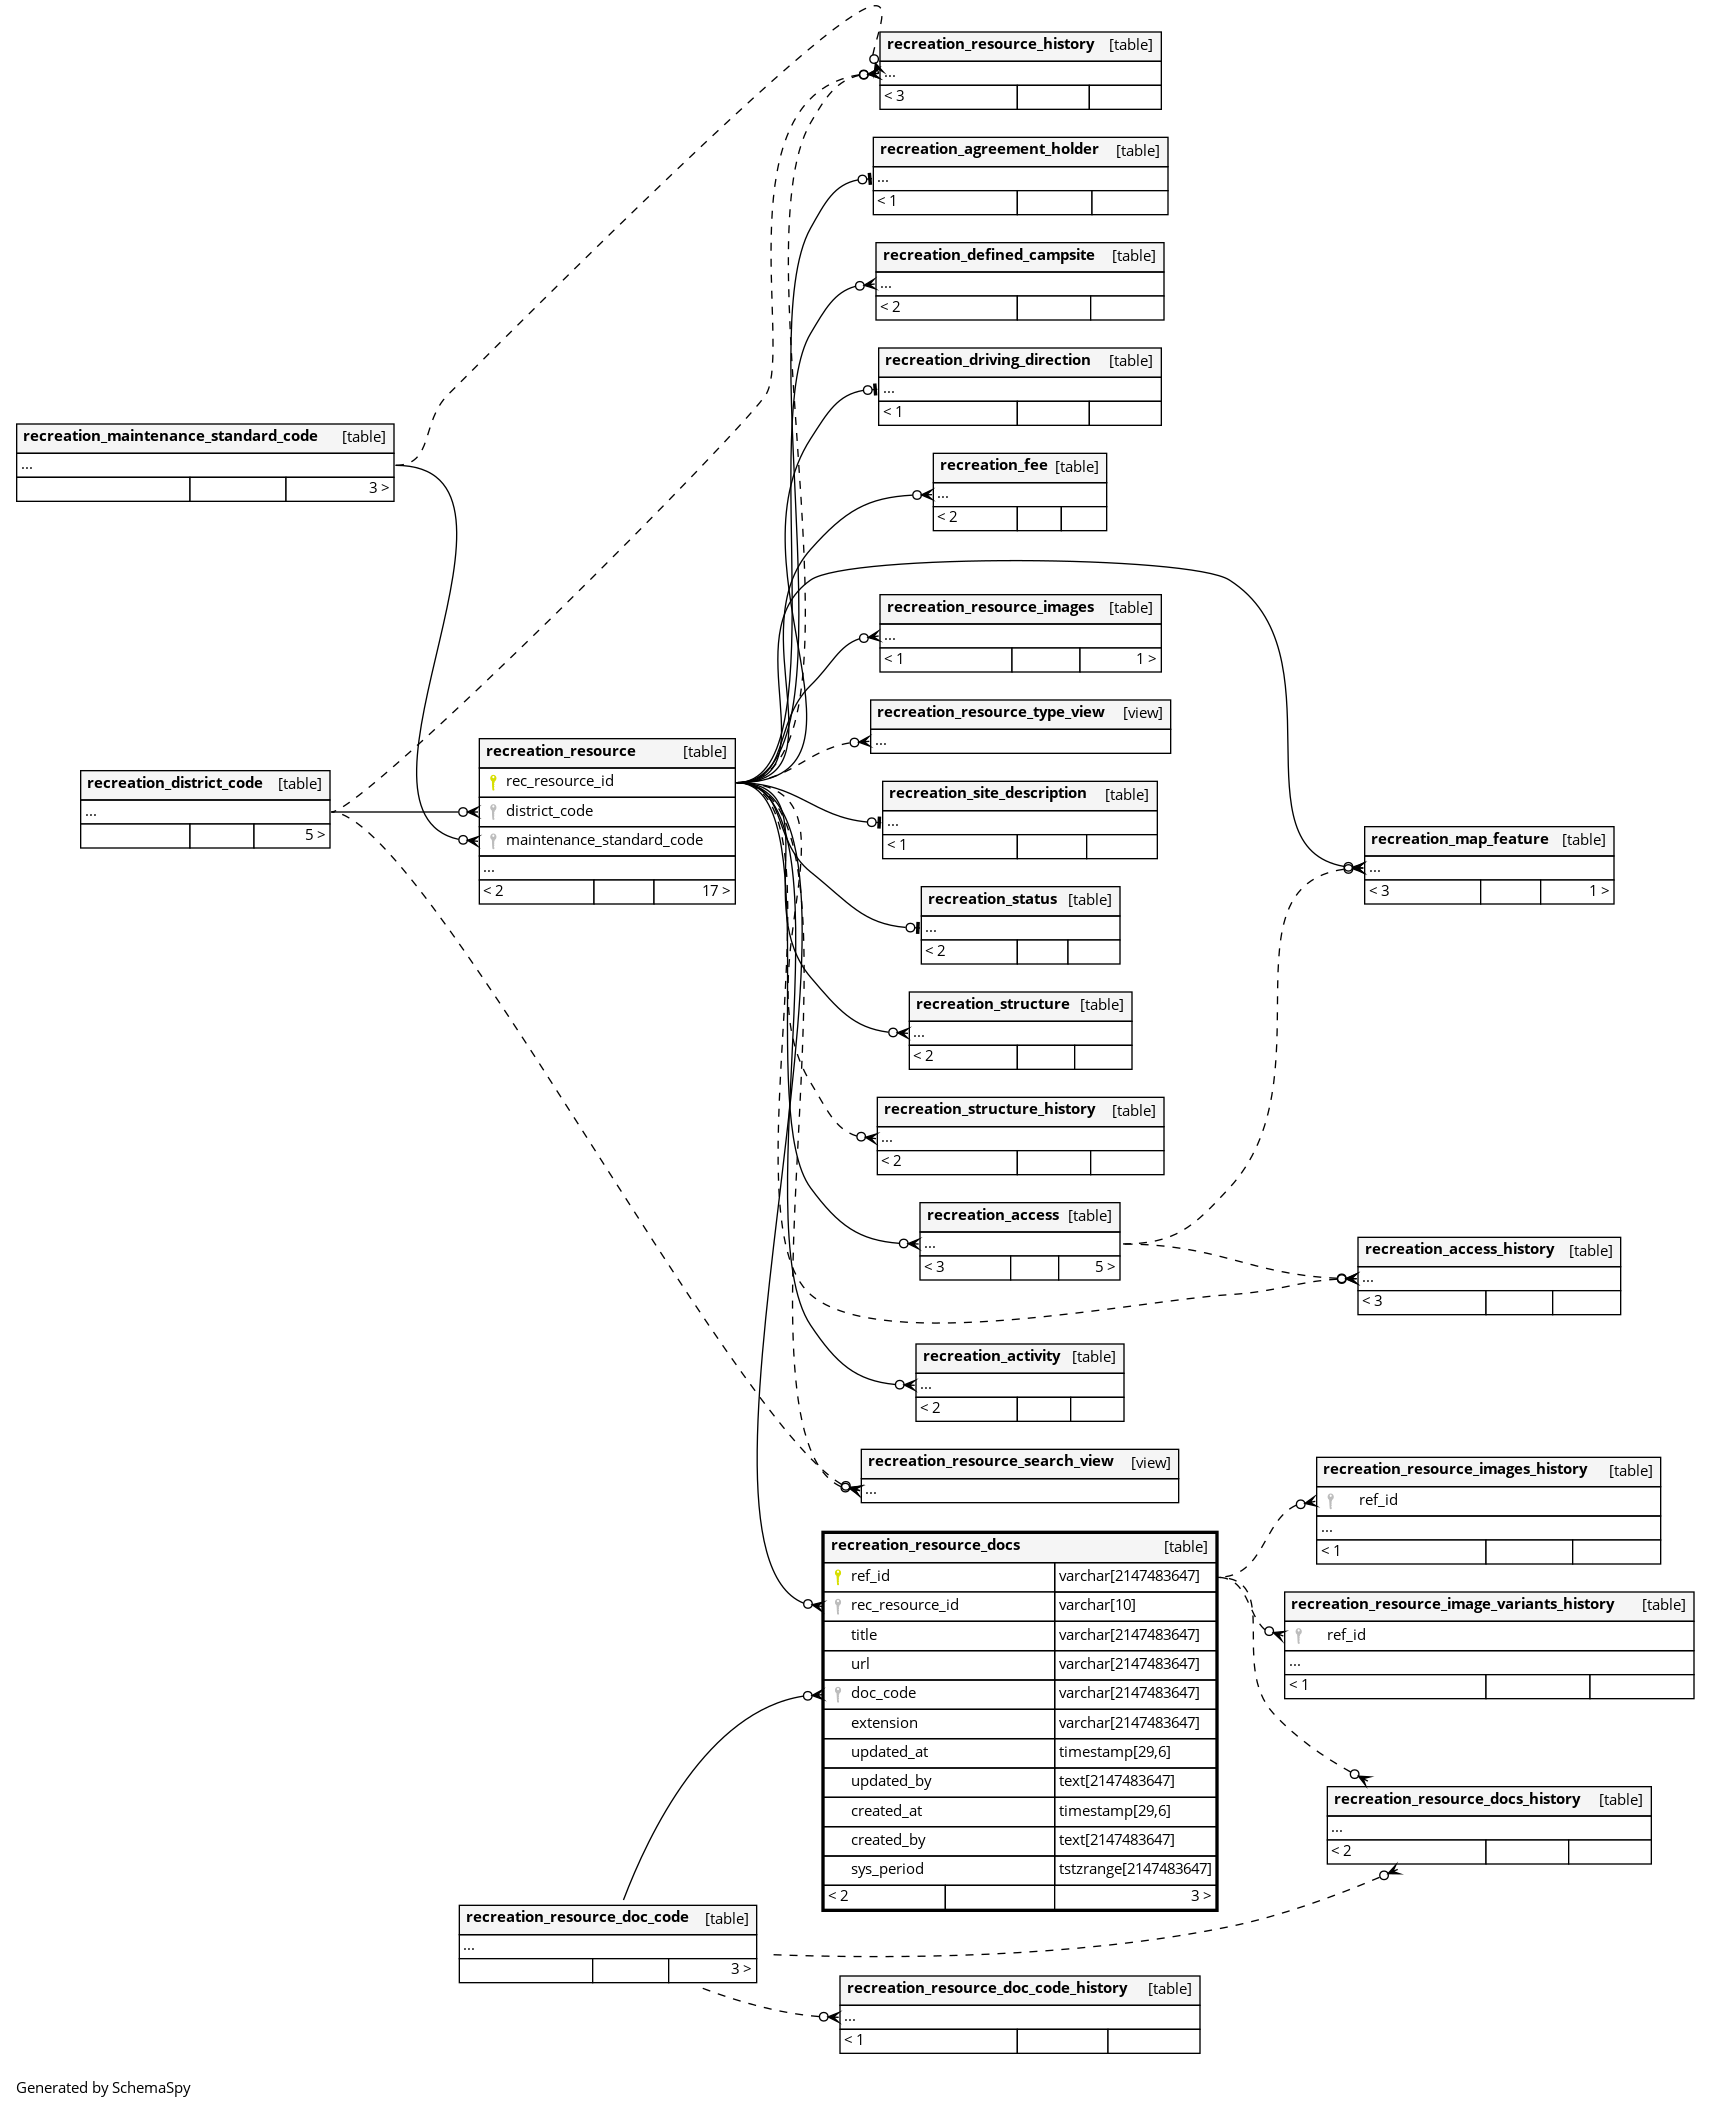 recreation_resource_history [table]
...
< 3
recreation_agreement_holder [table]
...
< 1
recreation_defined_campsite [table]
...
< 2
recreation_driving_direction [table]
...
< 1
recreation_maintenance_standard_code [table]
...
3 >
recreation_fee [table]
...
< 2
recreation_resource_images [table]
...
< 1 1 >
recreation_resource_type_view [view]
...
recreation_resource [table]
rec_resource_id
district_code
maintenance_standard_code
...
< 2 17 >
recreation_district_code [table]
...
5 >
recreation_site_description [table]
...
< 1
recreation_map_feature [table]
...
< 3 1 >
recreation_status [table]
...
< 2
recreation_structure [table]
...
< 2
recreation_structure_history [table]
...
< 2
recreation_access [table]
...
< 3 5 >
recreation_access_history [table]
...
< 3
recreation_activity [table]
...
< 2
recreation_resource_search_view [view]
...
recreation_resource_images_history [table]
ref_id
...
< 1
recreation_resource_docs [table]
ref_id varchar[2147483647]
rec_resource_id varchar[10]
title varchar[2147483647]
url varchar[2147483647]
doc_code varchar[2147483647]
extension varchar[2147483647]
updated_at timestamp[29,6]
updated_by text[2147483647]
created_at timestamp[29,6]
created_by text[2147483647]
sys_period tstzrange[2147483647]
< 2 3 >
recreation_resource_image_variants_history [table]
ref_id
...
< 1
recreation_resource_docs_history [table]
...
< 2
recreation_resource_doc_code [table]
...
3 >
recreation_resource_doc_code_history [table]
...
< 1
Generated by SchemaSpy